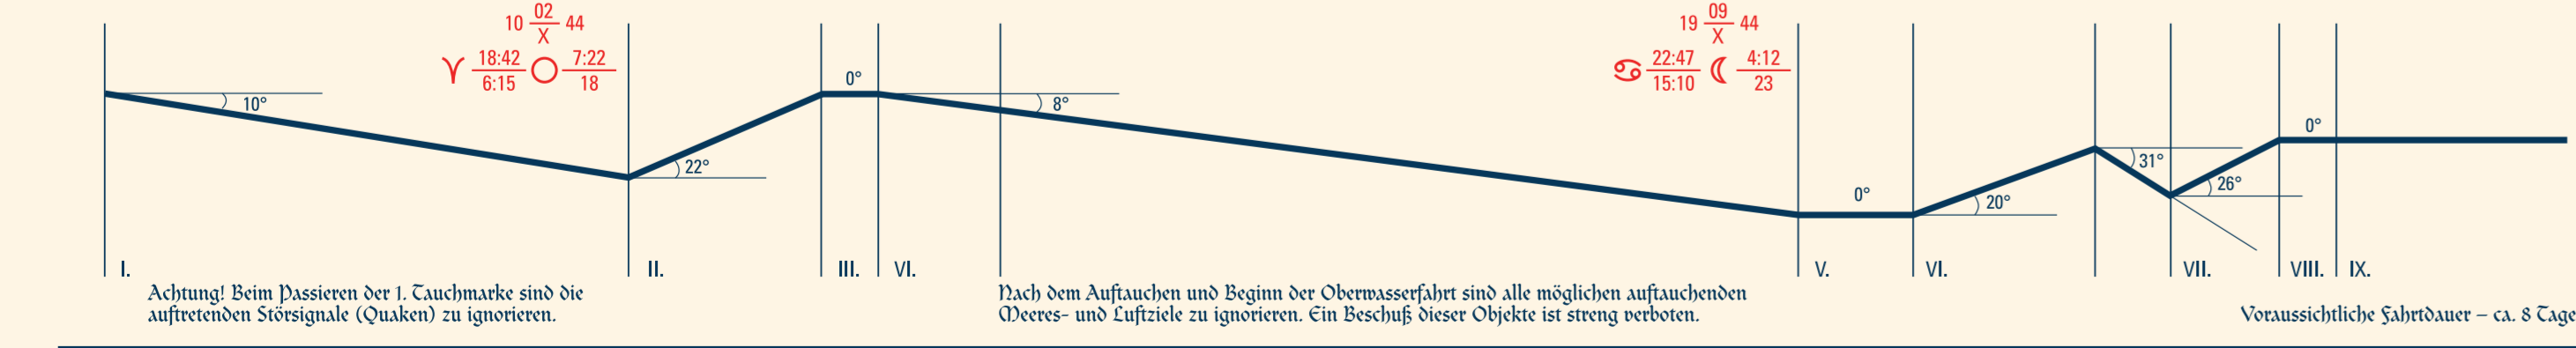 02
10 44
X
18:42 7:22
6:15 18
09
19 44
X
22:47 4:12
15:10 23
10°
22°
0°
8°
0°
20°
31°
26°
0°
I. II. III. VI. V. VI. VII. VIII. IX.
Achtung! Beim Passieren der 1. Tauchmarke sind die
auftretenden Störsignale (Quaken) zu ignorieren.
Nach dem Auftauchen und Beginn der Oberwasserfahrt sind alle möglichen auftauchenden
Meeres- und Luftziele zu ignorieren. Ein Beschuß dieser Objekte ist streng verboten.
Voraussichtliche Fahrtdauer – ca. 8 Tage